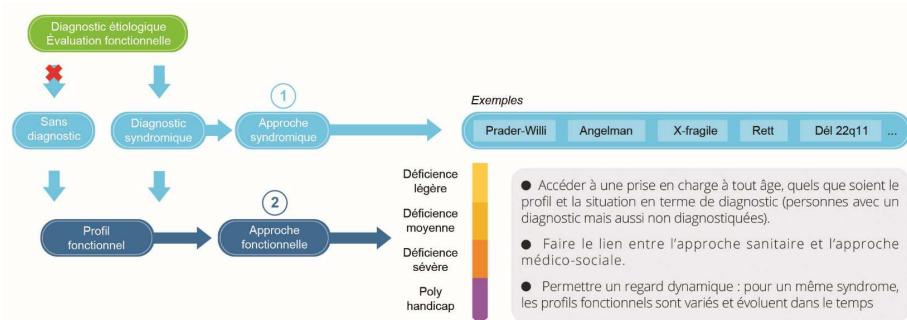 Diagnostic étiologique
Évaluation fonctionnelle
1
Exemples
Sans
diagnostic
Diagnostic
syndromique
Approche
syndromique
Prader-Willi
Angelman
X-fragile
Rett
Dél 22q11
...
Déficience
légère
Déficience
moyenne
Déficience
sévère
Poly
handicap
2
Profil
fonctionnel
Approche
fonctionnelle
● Accéder à une prise en charge à tout âge, quels que soient le
profil et la situation en terme de diagnostic (personnes avec un
diagnostic mais aussi non diagnostiquées).
● Faire le lien entre l'approche sanitaire et l'approche
médico-sociale.
● Permettre un regard dynamique : pour un même syndrome,
les profils fonctionnels sont variés et évoluent dans le temps